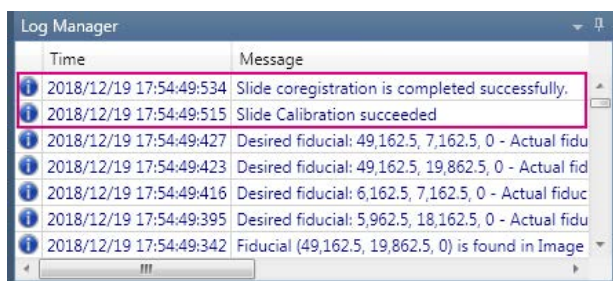 Log Manager
Time Message
2018/12/19 17:54:49:534 Slide coregistration is completed successfully.
2018/12/19 17:54:49:515 Slide Calibration succeeded
2018/12/19 17:54:49:427 Desired fiducial: 49,162.5, 7,162.5, 0 - Actual fidu
2018/12/19 17:54:49:423 Desired fiducial: 49,162.5, 19,862.5, 0 - Actual fid
2018/12/19 17:54:49:416 Desired fiducial: 6,162.5, 7,162.5, 0 - Actual fiduc
2018/12/19 17:54:49:395 Desired fiducial: 5,962.5, 18,162.5, 0 - Actual fidu
2018/12/19 17:54:49:342 Fiducial (49,162.5, 19,862.5, 0) is found in Image